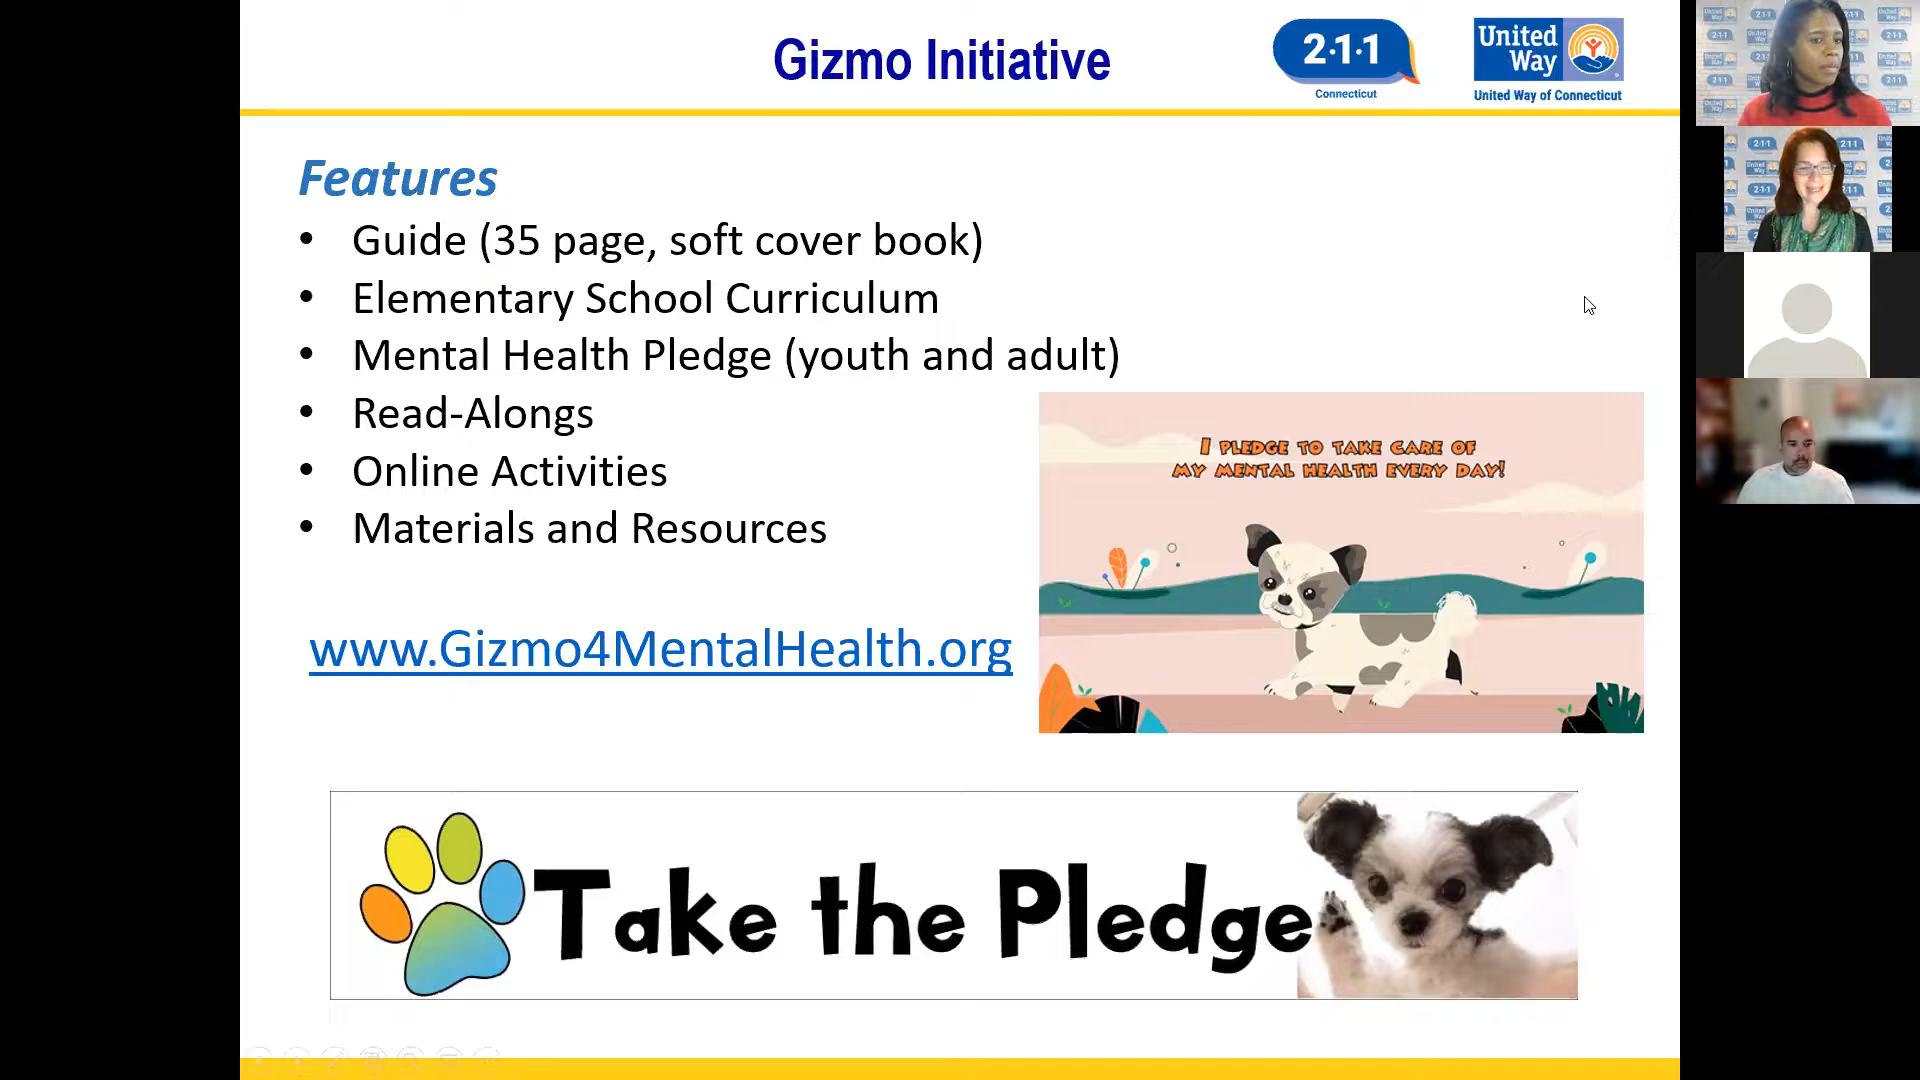 Gizmo Initiative
2·1·1
Connecticut
United
Way
United Way of Connecticut
Features
• Guide (35 page, soft cover book)
• Elementary School Curriculum
• Mental Health Pledge (youth and adult)
• Read-Alongs
• Online Activities
• Materials and Resources
www.Gizmo4MentalHealth.org
I PLEDGE TO TAKE CARE OF
MY MENTAL HEALTH EVERY DAY!
Take the Pledge